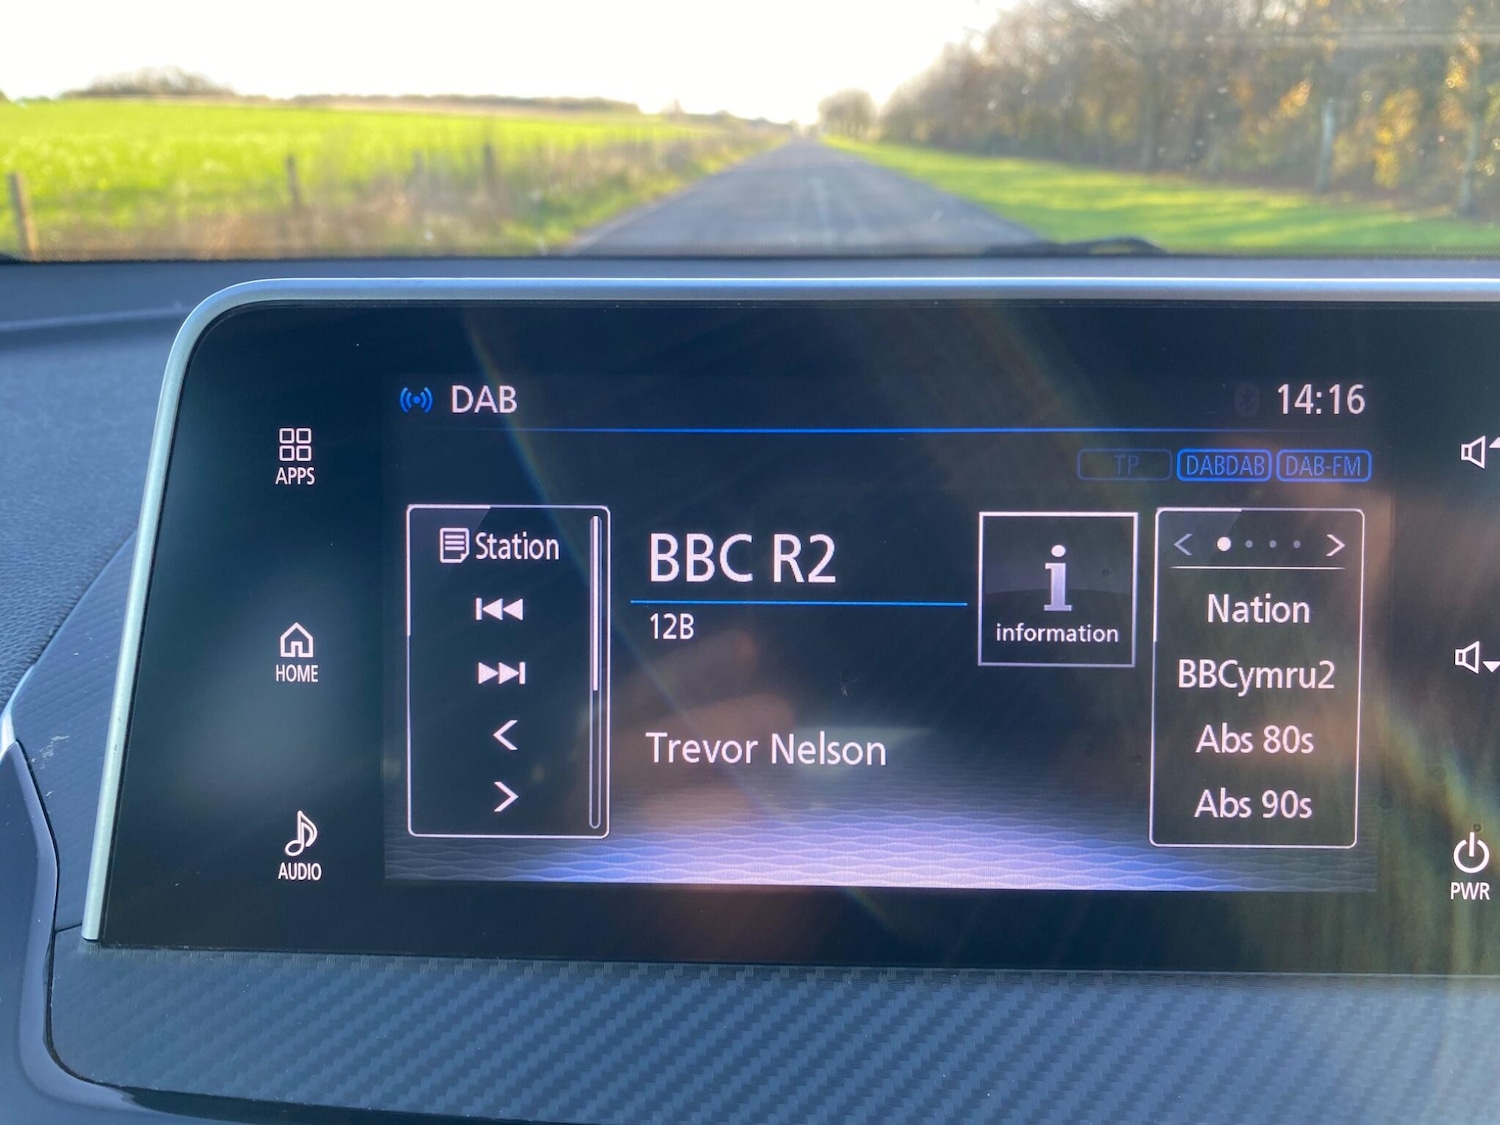 DAB
14:16
TP
DABDAB
DAB-FM
APPS
HOME
AUDIO
Station
BBC R2
12B
Trevor Nelson
i
information
Nation
BBCymru2
Abs 80s
Abs 90s
PWR